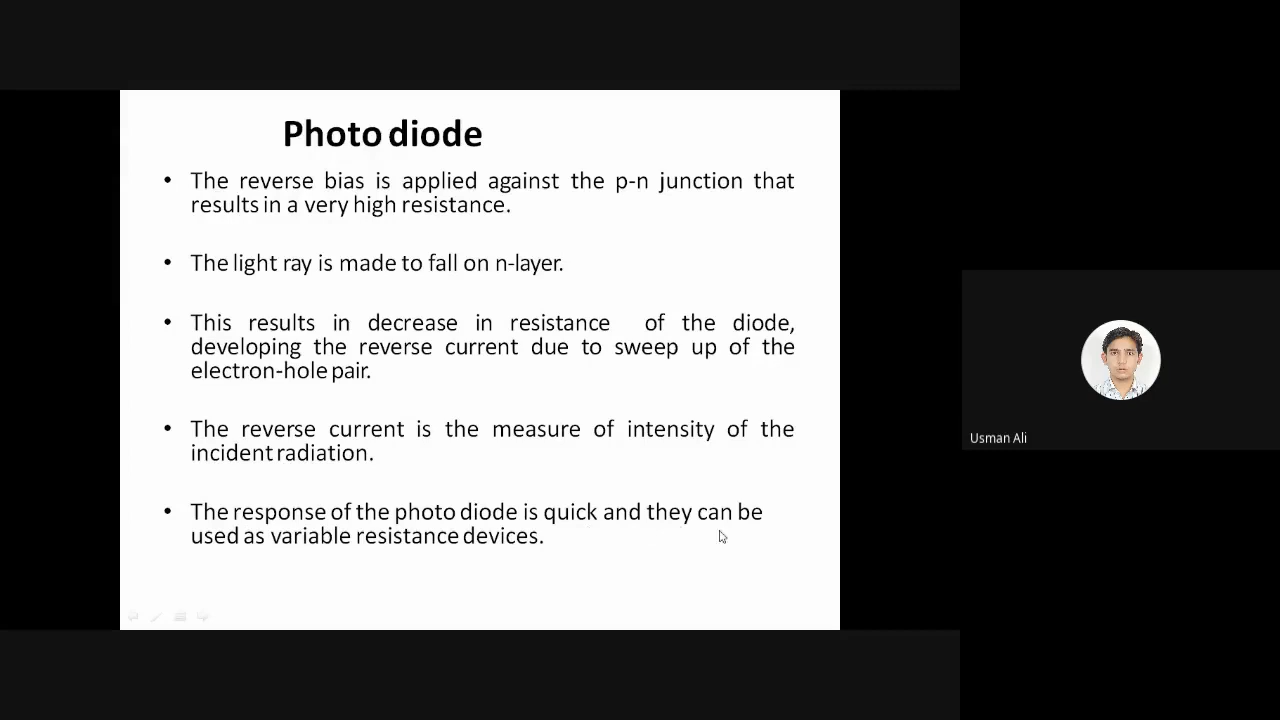 Photo diode
• The reverse bias is applied against the p-n junction that
results in a very high resistance.
• The light ray is made to fall on n-layer.
• This results in decrease in resistance of the diode,
developing the reverse current due to sweep up of the
electron-hole pair.
• The reverse current is the measure of intensity of the
incident radiation.
• The response of the photo diode is quick and they can be
used as variable resistance devices.
Usman Ali